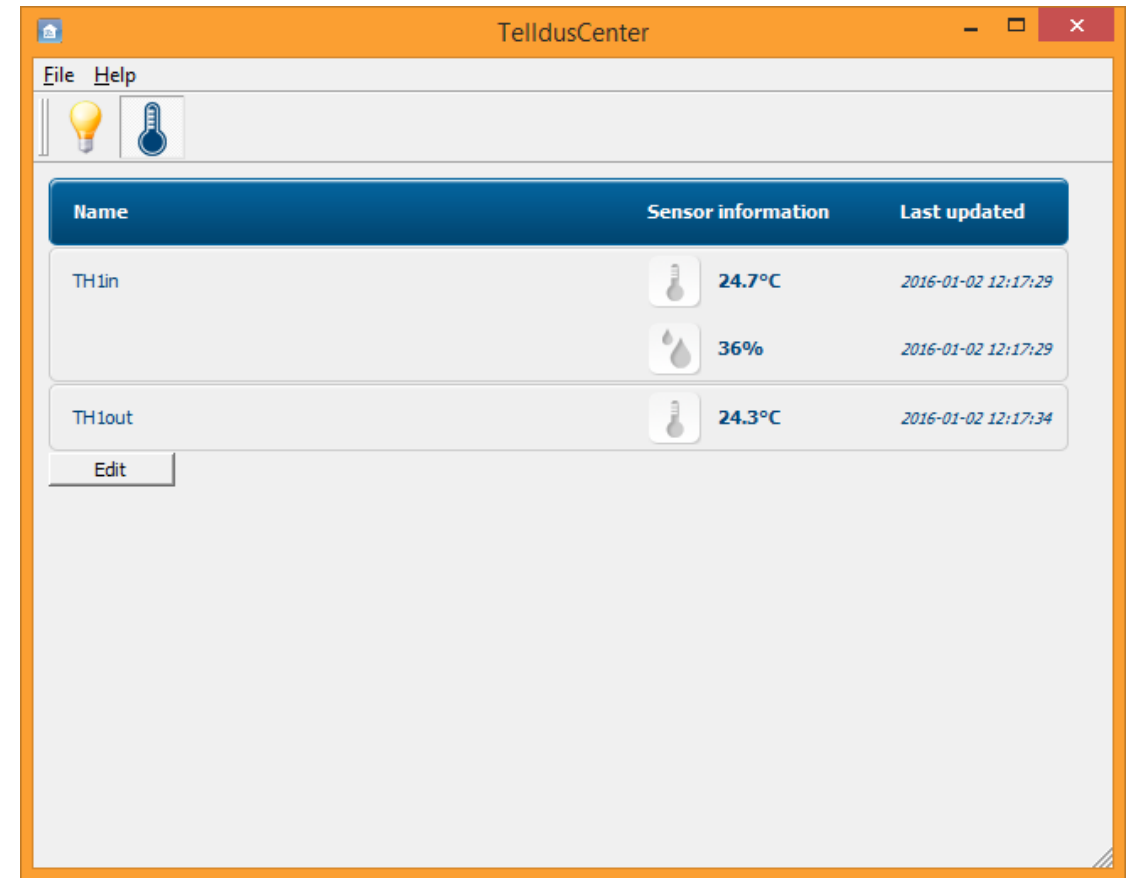 TelldusCenter
File Help
Name Sensor information Last updated
TH1in 24.7°C 2016-01-02 12:17:29
36% 2016-01-02 12:17:29
TH1out 24.3°C 2016-01-02 12:17:34
Edit